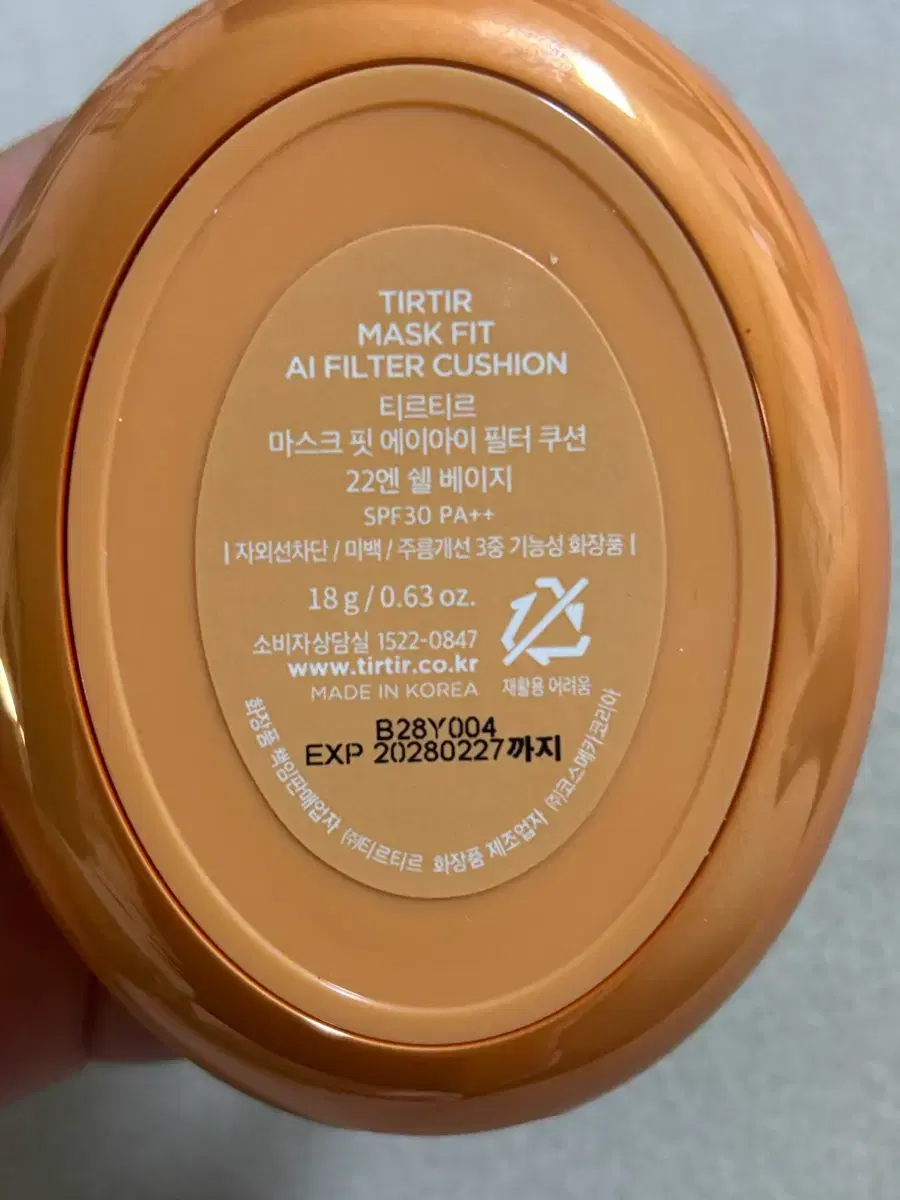 TIRTIR
MASK FIT
AI FILTER CUSHION
티르티르
마스크 핏 에이아이 필터 쿠션
22엔 쉘 베이지
SPF30 PA++
| 자외선차단 / 미백 / 주름개선 3중 기능성 화장품 |
18 g / 0.63 oz.
소비자상담실 1522-0847
www.tirtir.co.kr
MADE IN KOREA
재활용 어려움
B28Y004
EXP 20280227까지
화장품 책임판매업자 ㈜티르티르 화장품 제조업자 ㈜코스메카코리아